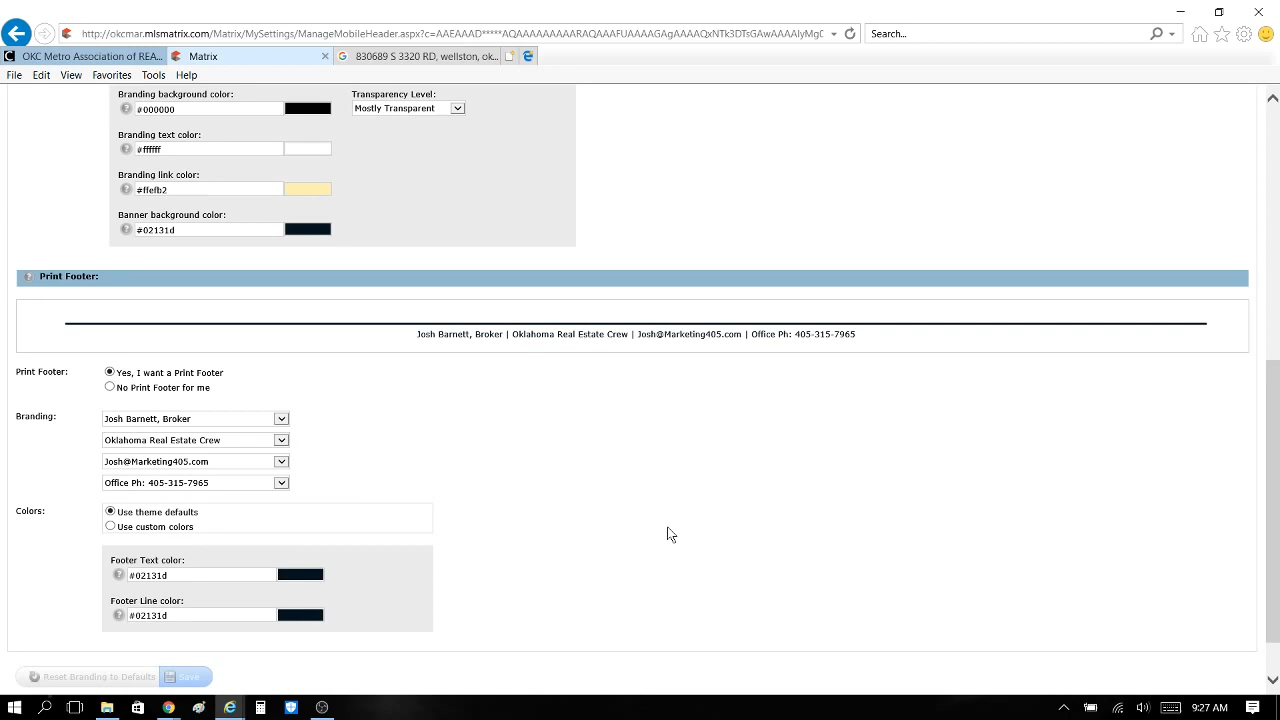 http://okcmar.mlsmatrix.com/Matrix/MySettings/ManageMobileHeader.aspx?c=AAEAAAD*****AQAAAAAAAAARAQAAAFUAAAAGAgAAAAQxNTk3DTsGAwAAAAIyMg
Search...
OKC Metro Association of REA...
Matrix
830689 S 3320 RD, wellston, ok...
File Edit View Favorites Tools Help
Branding background color:
Transparency Level:
#000000
Mostly Transparent
Branding text color:
#ffffff
Branding link color:
#ffefb2
Banner background color:
#02131d
Print Footer:
Josh Barnett, Broker | Oklahoma Real Estate Crew | Josh@Marketing405.com | Office Ph: 405-315-7965
Print Footer:
Yes, I want a Print Footer
No Print Footer for me
Branding:
Josh Barnett, Broker
Oklahoma Real Estate Crew
Josh@Marketing405.com
Office Ph: 405-315-7965
Colors:
Use theme defaults
Use custom colors
Footer Text color:
#02131d
Footer Line color:
#02131d
Reset Branding to Defaults
Save
9:27 AM